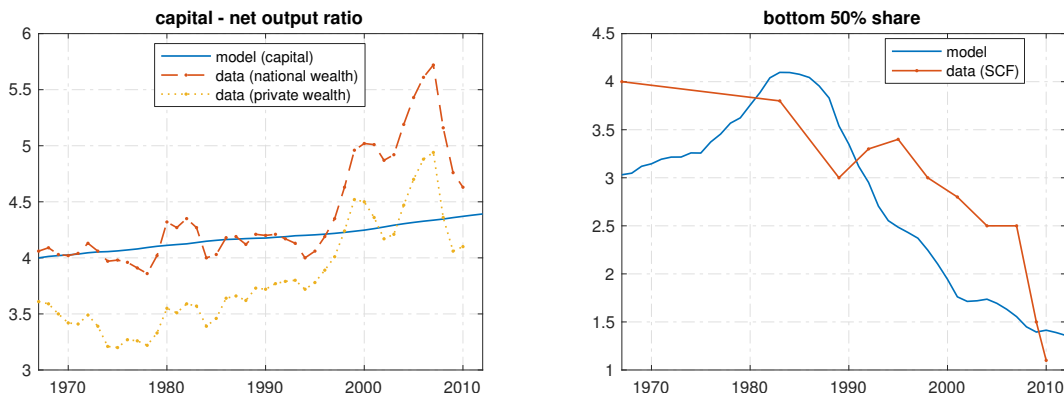 capital - net output ratio
6
5.5
5
4.5
4
3.5
3
1970 1980 1990 2000 2010
model (capital)
data (national wealth)
data (private wealth)
bottom 50% share
4.5
4
3.5
3
2.5
2
1.5
1
1970 1980 1990 2000 2010
model
data (SCF)